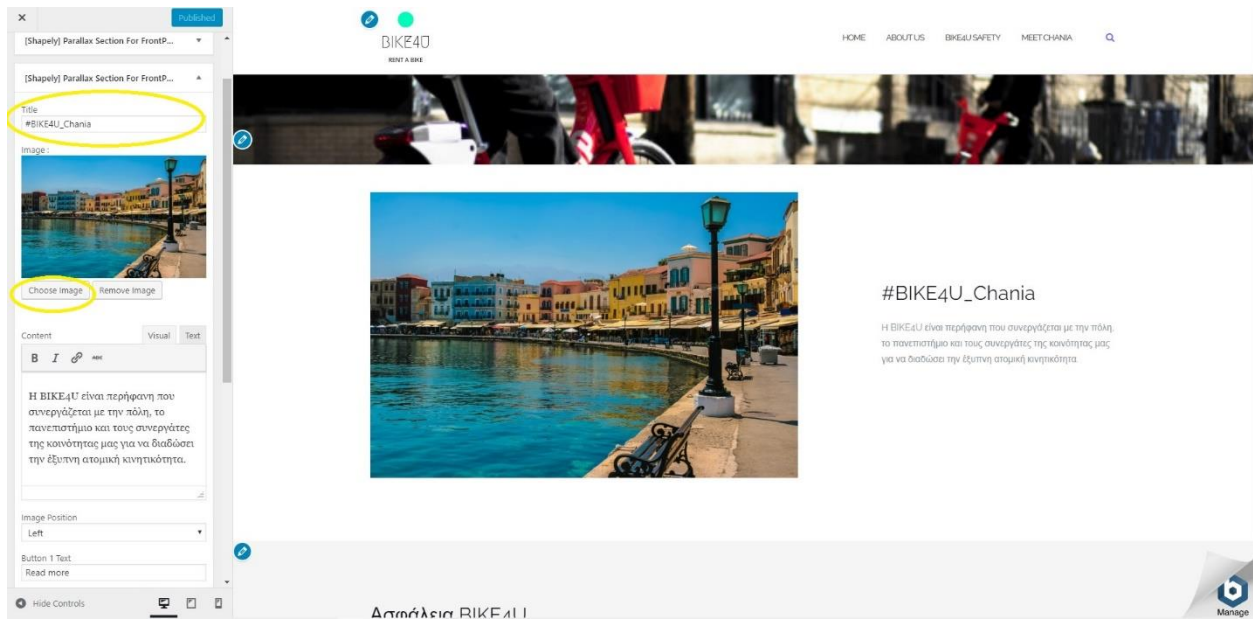 Published
[Shapely] Parallax Section For FrontP...
[Shapely] Parallax Section For FrontP...
Title
#BIKE4U_Chania
Image :
Choose Image Remove Image
Content Visual Text
B I ABC
Η BIKE4U είναι περήφανη που
συνεργάζεται με την πόλη, το
πανεπιστήμιο και τους συνεργάτες
της κοινότητας μας για να διαδώσει
την έξυπνη ατομική κινητικότητα.
Image Position
Left
Button 1 Text
Read more
Hide Controls
BIKE4U
RENT A BIKE
HOME ABOUT US BIKE4U SAFETY MEET CHANIA
#BIKE4U_Chania
Η BIKE4U είναι περήφανη που συνεργάζεται με την πόλη,
το πανεπιστήμιο και τους συνεργάτες της κοινότητας μας
για να διαδώσει την έξυπνη ατομική κινητικότητα.
Ασφάλεια BIKE4U
b
Manage